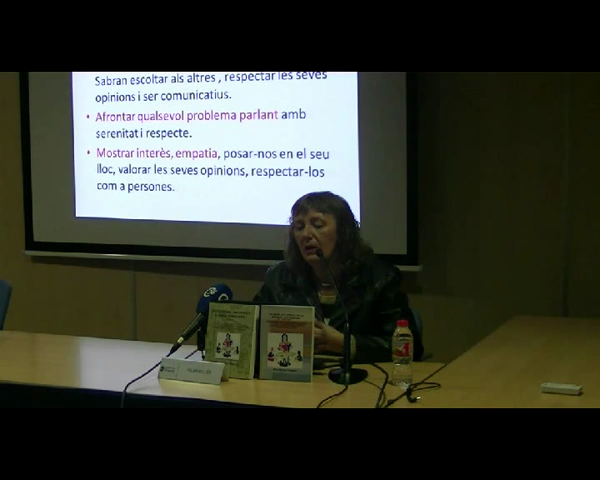 Sabran escoltar als altres , respectar les seves
opinions i ser comunicatius.
• Afrontar qualsevol problema parlant amb
serenitat i respecte.
• Mostrar interès, empatia, posar-nos en el seu
lloc, valorar les seves opinions, respectar-los
com a persones.